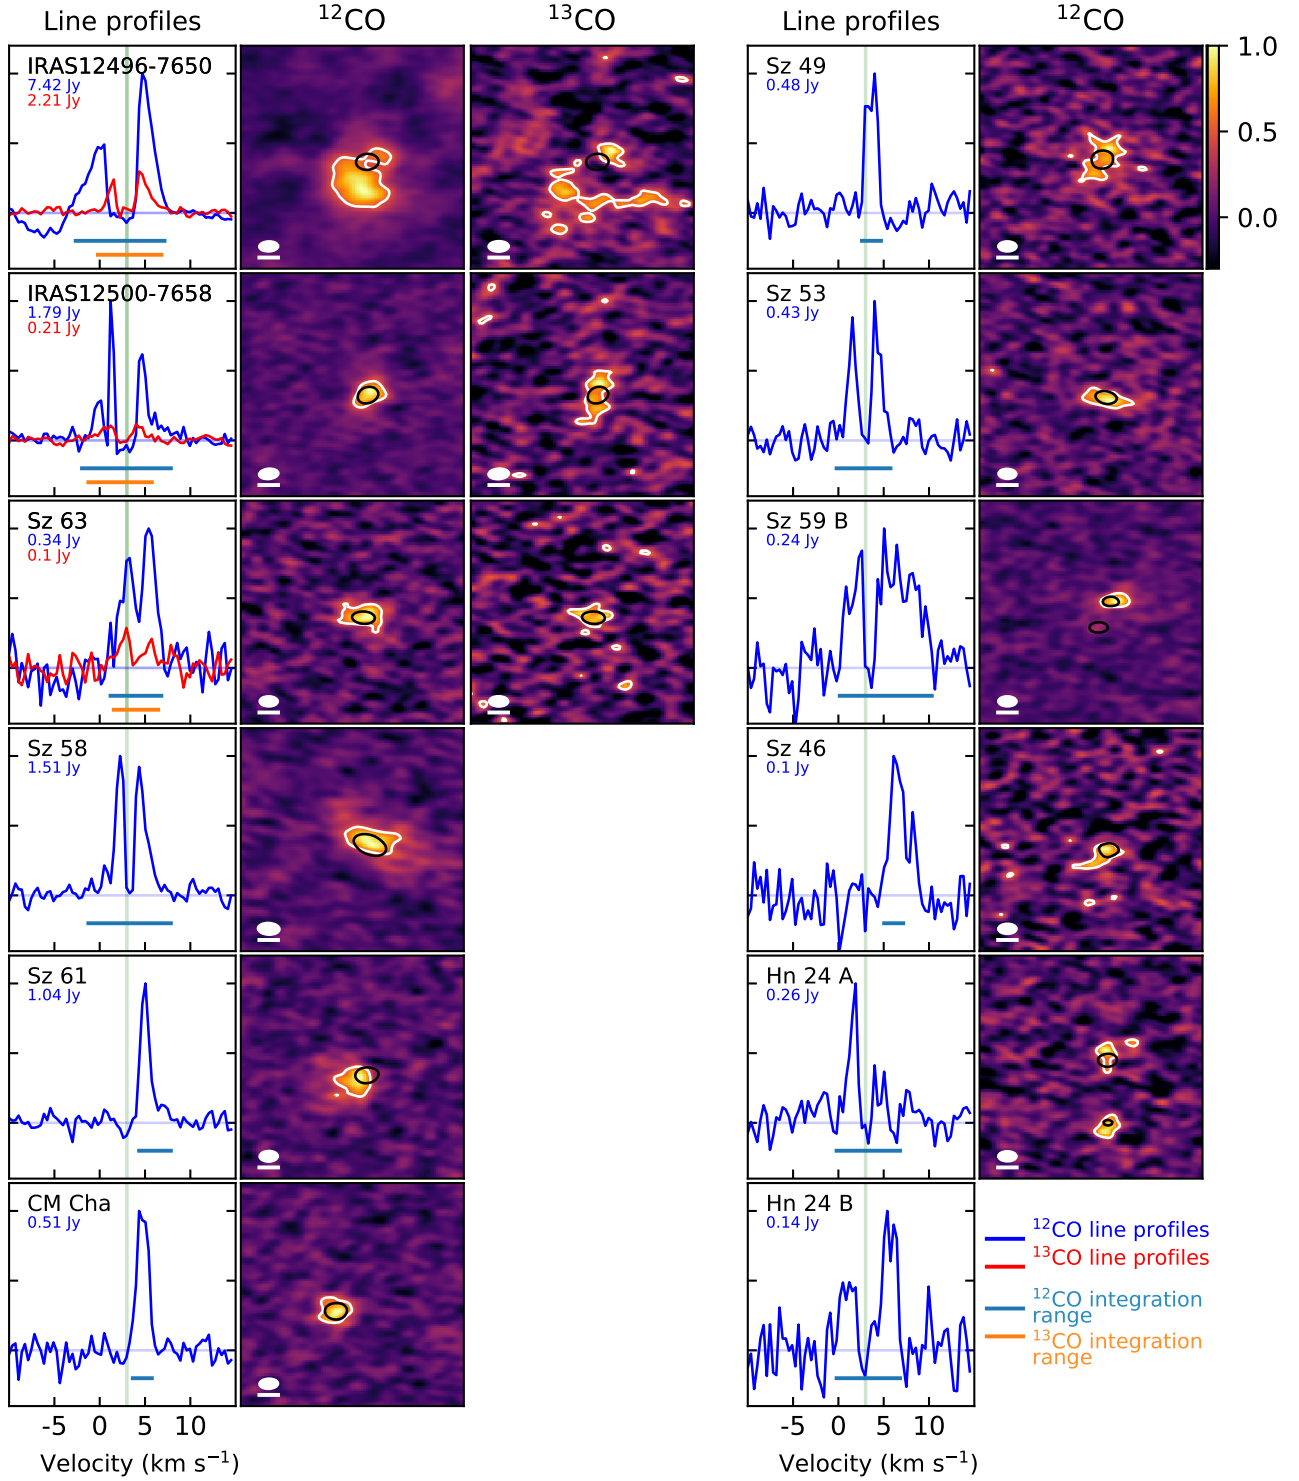 Line profiles
¹²CO
¹³CO
Line profiles
¹²CO
IRAS12496-7650
7.42 Jy
2.21 Jy
Sz 49
0.48 Jy
1.0
0.5
0.0
IRAS12500-7658
1.79 Jy
0.21 Jy
Sz 53
0.43 Jy
Sz 63
0.34 Jy
0.1 Jy
Sz 59 B
0.24 Jy
Sz 58
1.51 Jy
Sz 46
0.1 Jy
Sz 61
1.04 Jy
Hn 24 A
0.26 Jy
CM Cha
0.51 Jy
Hn 24 B
0.14 Jy
¹²CO line profiles
¹³CO line profiles
¹²CO integration
range
¹³CO integration
range
-5 0 5 10
Velocity (km s⁻¹)
-5 0 5 10
Velocity (km s⁻¹)